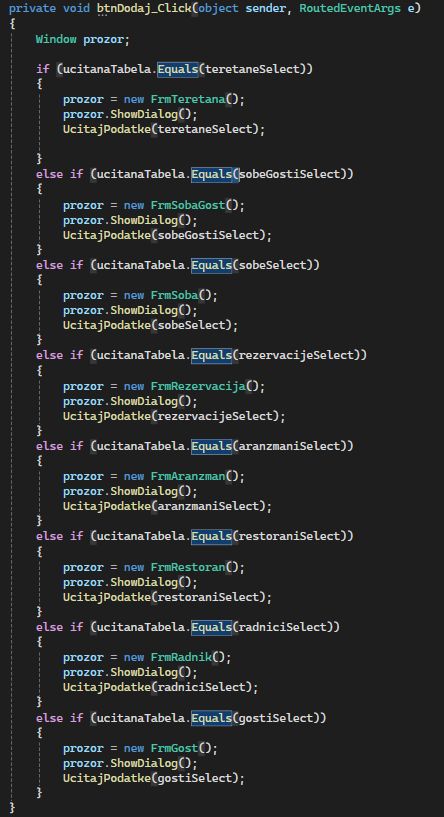 private void btnDodaj_Click(object sender, RoutedEventArgs e)
{
    Window prozor;

    if (ucitanaTabela.Equals(teretaneSelect))
    {
        prozor = new FrmTeretana();
        prozor.ShowDialog();
        UcitajPodatke(teretaneSelect);

    }
    else if (ucitanaTabela.Equals(sobeGostiSelect))
    {
        prozor = new FrmSobaGost();
        prozor.ShowDialog();
        UcitajPodatke(sobeGostiSelect);
    }
    else if (ucitanaTabela.Equals(sobeSelect))
    {
        prozor = new FrmSoba();
        prozor.ShowDialog();
        UcitajPodatke(sobeSelect);
    }
    else if (ucitanaTabela.Equals(rezervacijeSelect))
    {
        prozor = new FrmRezervacija();
        prozor.ShowDialog();
        UcitajPodatke(rezervacijeSelect);
    }
    else if (ucitanaTabela.Equals(aranzmaniSelect))
    {
        prozor = new FrmAranzman();
        prozor.ShowDialog();
        UcitajPodatke(aranzmaniSelect);
    }
    else if (ucitanaTabela.Equals(restoraniSelect))
    {
        prozor = new FrmRestoran();
        prozor.ShowDialog();
        UcitajPodatke(restoraniSelect);
    }
    else if (ucitanaTabela.Equals(radniciSelect))
    {
        prozor = new FrmRadnik();
        prozor.ShowDialog();
        UcitajPodatke(radniciSelect);
    }
    else if (ucitanaTabela.Equals(gostiSelect))
    {
        prozor = new FrmGost();
        prozor.ShowDialog();
        UcitajPodatke(gostiSelect);
    }
}